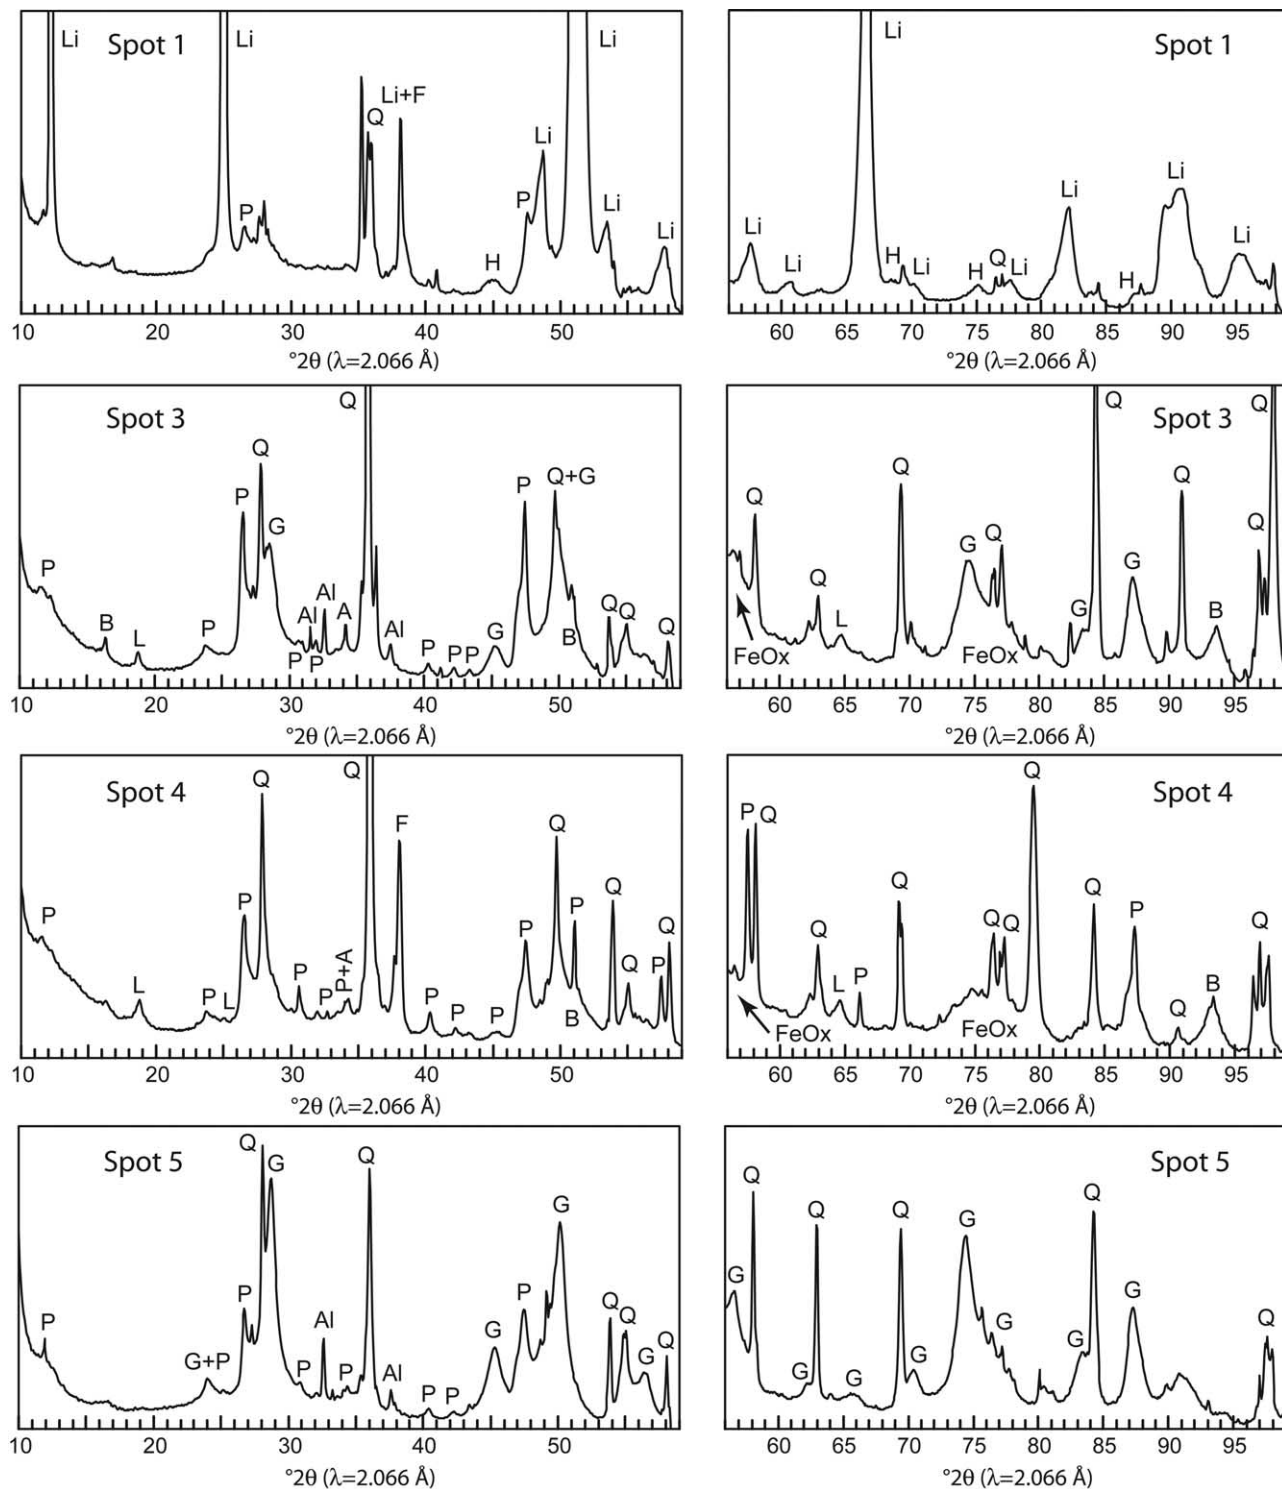 Spot 1
Li
Li
P
Q
Li+F
H
P
Li
Li
Li
Li
10 20 30 40 50
°2θ (λ=2.066 Å)
Spot 1
Li
Li
Li
H
Li
H
Q
Li
Li
H
Li
Li
60 65 70 75 80 85 90 95
°2θ (λ=2.066 Å)
Spot 3
P
B
L
P
P
Q
G
P
Al
P
Al
A
Q
Al
P
P
P
G
P
Q+G
B
Q
Q
Q
10 20 30 40 50
°2θ (λ=2.066 Å)
Spot 3
FeOx
Q
Q
L
Q
G
FeOx
Q
G
Q
G
Q
B
Q
Q
60 65 70 75 80 85 90 95
°2θ (λ=2.066 Å)
Spot 4
P
L
P
L
P
Q
P
P
P+A
Q
F
P
P
P
P
Q
B
P
Q
Q
P
Q
10 20 30 40 50
°2θ (λ=2.066 Å)
Spot 4
P
Q
FeOx
Q
L
P
Q
FeOx
Q
Q
Q
Q
P
Q
B
Q
60 65 70 75 80 85 90 95
°2θ (λ=2.066 Å)
Spot 5
P
G+P
P
Q
G
P
Al
P
Q
Al
P
P
G
P
G
Q
Q
G
Q
10 20 30 40 50
°2θ (λ=2.066 Å)
Spot 5
G
Q
G
Q
G
Q
G
G
G
G
Q
G
Q
60 65 70 75 80 85 90 95
°2θ (λ=2.066 Å)